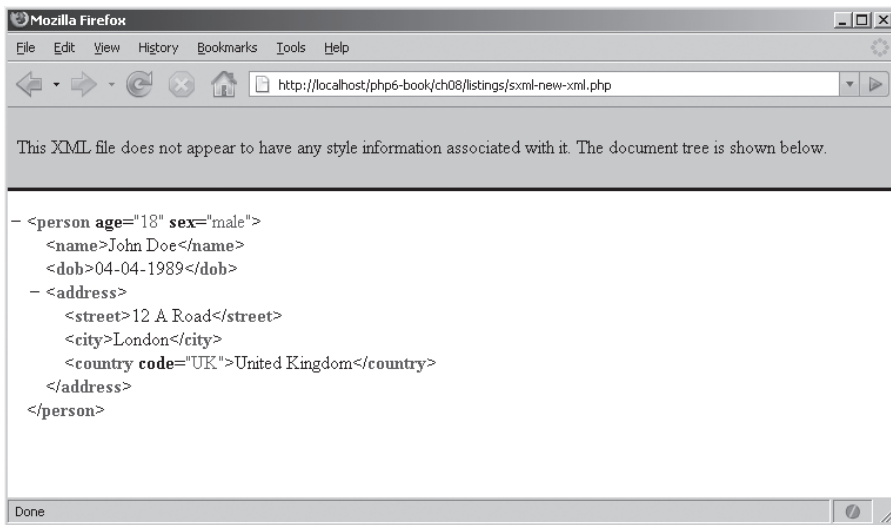 Mozilla Firefox
File Edit View History Bookmarks Tools Help
http://localhost/php6-book/ch08/listings/sxml-new-xml.php
This XML file does not appear to have any style information associated with it. The document tree is shown below.
− <person age="18" sex="male">
<name>John Doe</name>
<dob>04-04-1989</dob>
− <address>
<street>12 A Road</street>
<city>London</city>
<country code="UK">United Kingdom</country>
</address>
</person>
Done